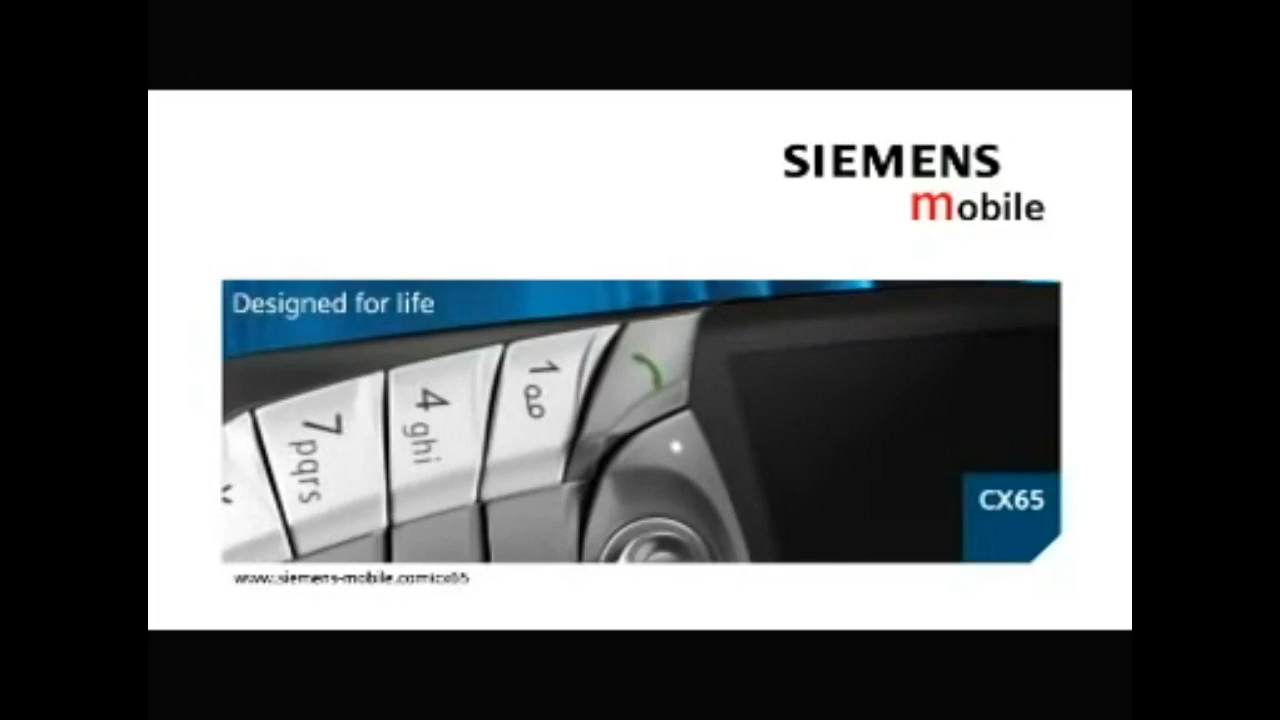 SIEMENS
mobile
Designed for life
1
4 ghi
7 pqrs
CX65
www.siemens-mobile.com/cx65